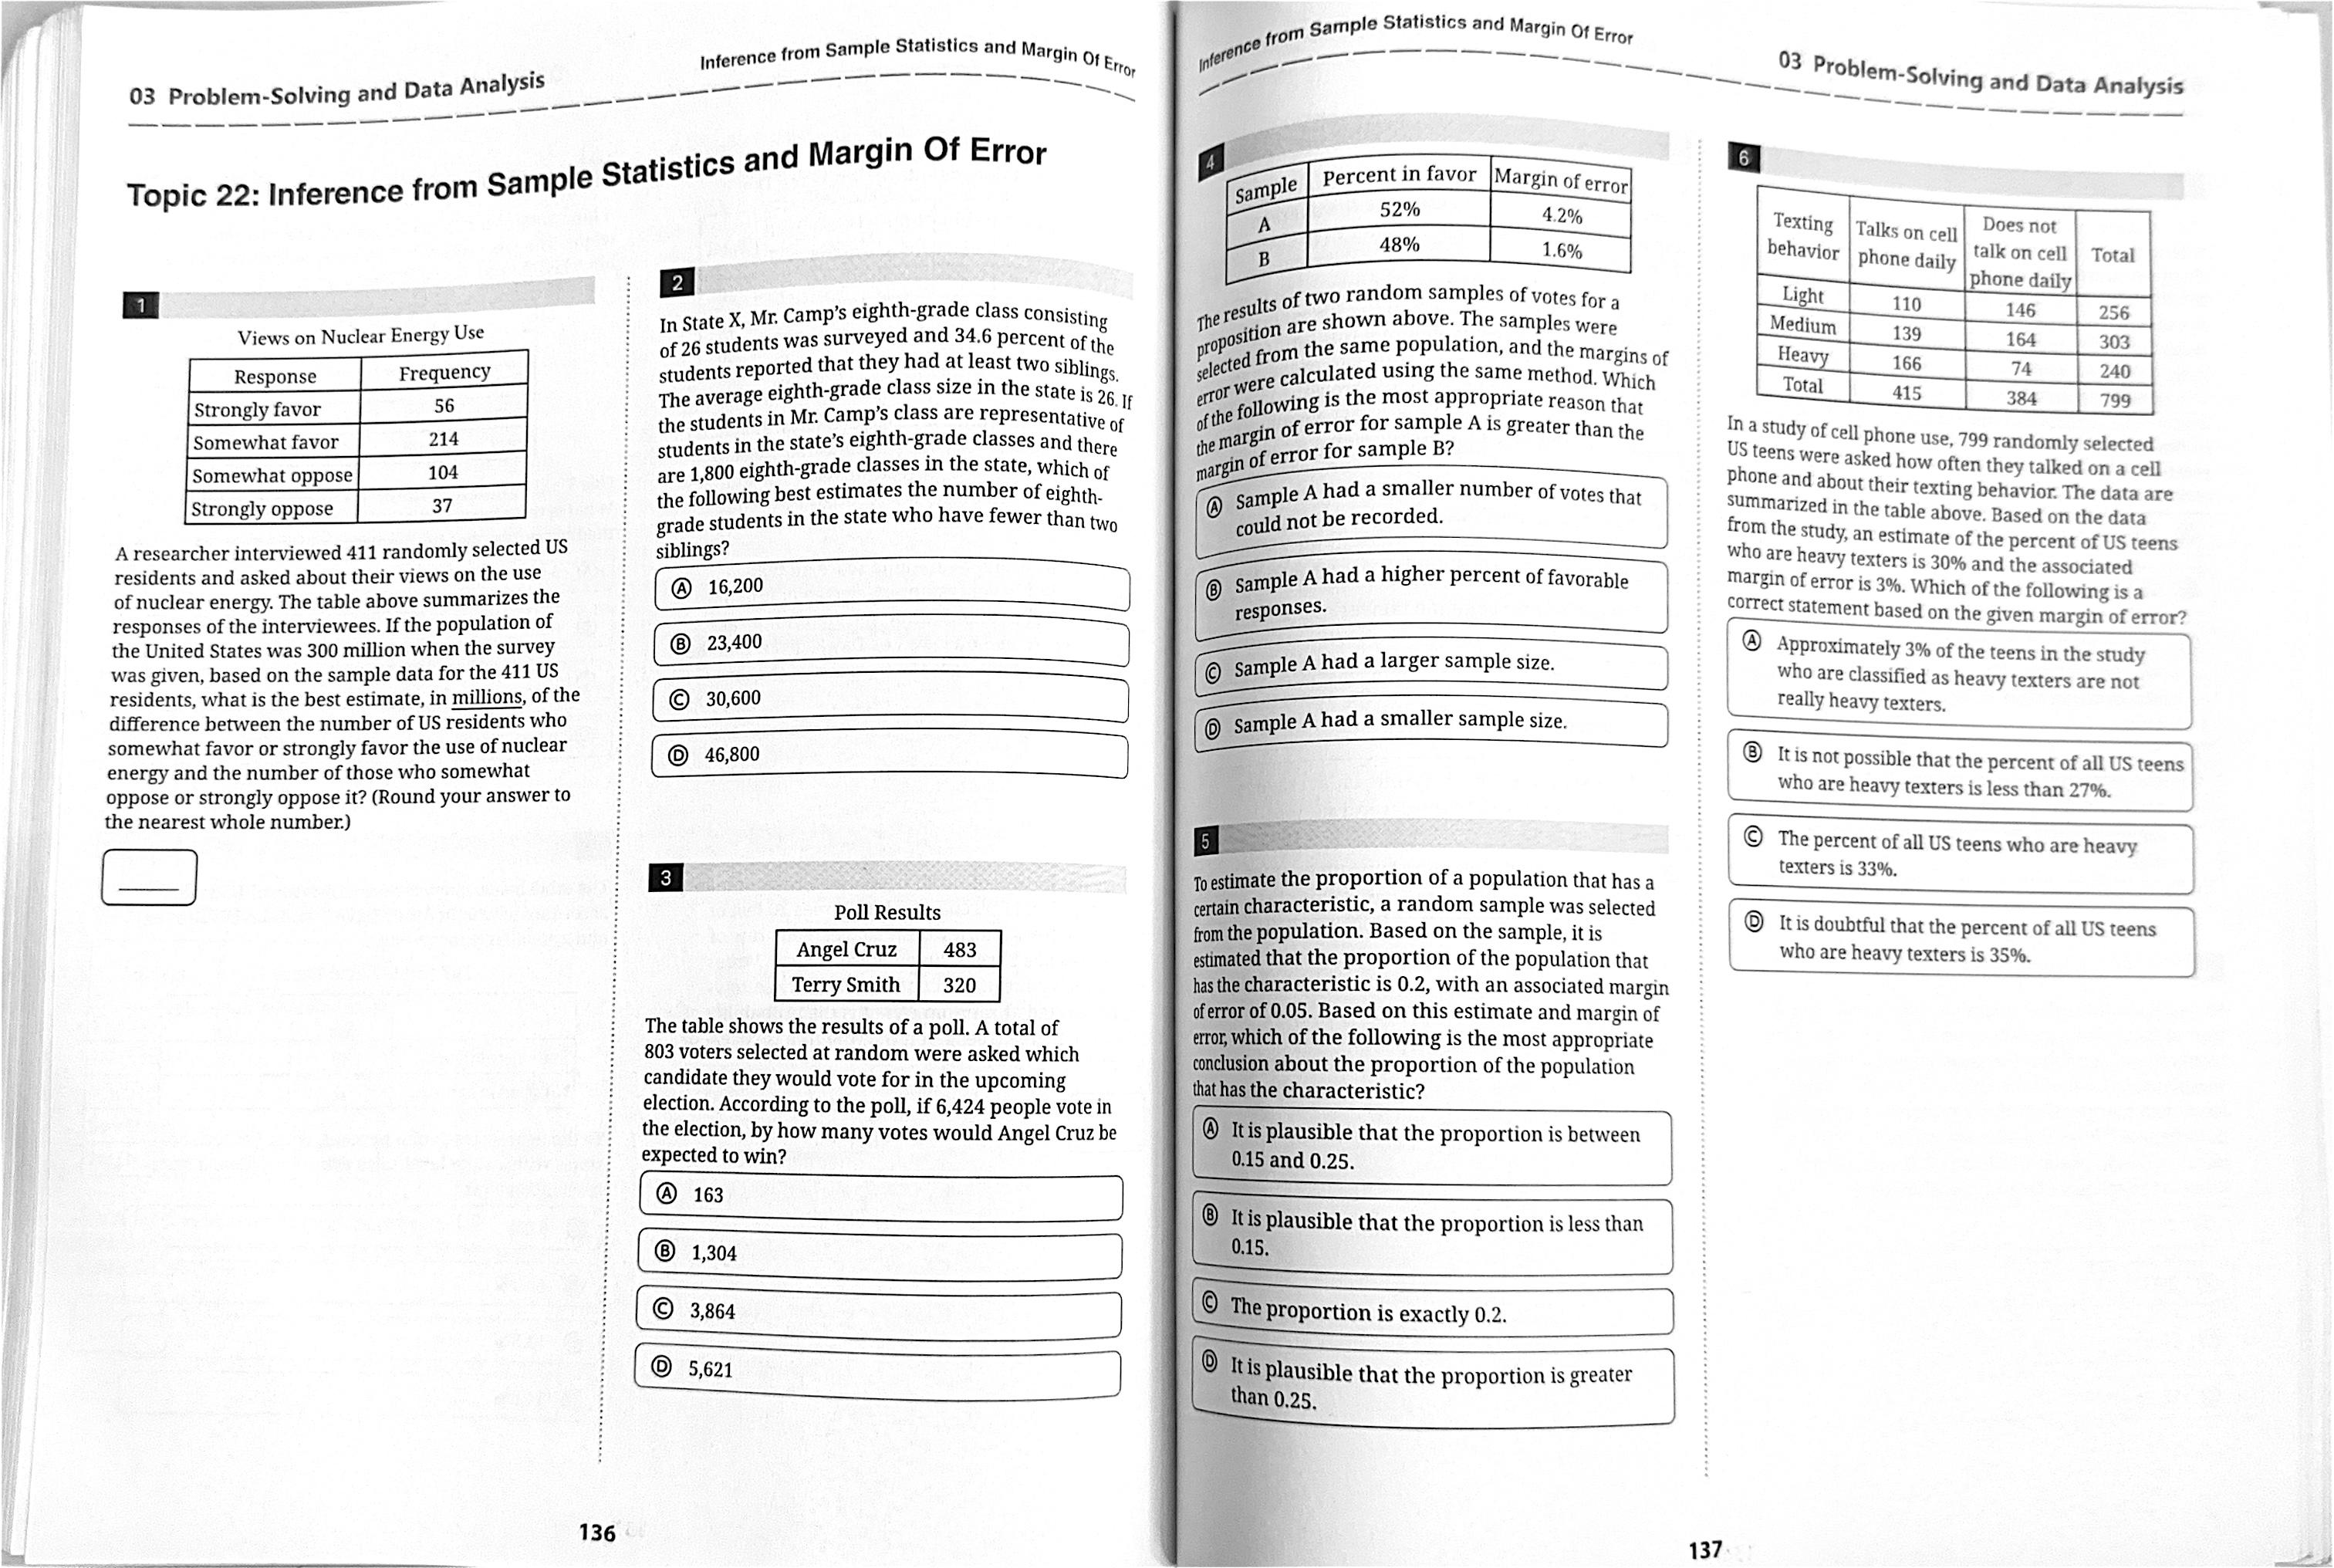 03 Problem-Solving and Data Analysis
Inference from Sample Statistics and Margin Of Error
Topic 22: Inference from Sample Statistics and Margin Of Error
1
Views on Nuclear Energy Use
Response Frequency
Strongly favor 56
Somewhat favor 214
Somewhat oppose 104
Strongly oppose 37
A researcher interviewed 411 randomly selected US
residents and asked about their views on the use
of nuclear energy. The table above summarizes the
responses of the interviewees. If the population of
the United States was 300 million when the survey
was given, based on the sample data for the 411 US
residents, what is the best estimate, in millions, of the
difference between the number of US residents who
somewhat favor or strongly favor the use of nuclear
energy and the number of those who somewhat
oppose or strongly oppose it? (Round your answer to
the nearest whole number.)
2
In State X, Mr. Camp's eighth-grade class consisting
of 26 students was surveyed and 34.6 percent of the
students reported that they had at least two siblings.
The average eighth-grade class size in the state is 26. If
the students in Mr. Camp's class are representative of
students in the state's eighth-grade classes and there
are 1,800 eighth-grade classes in the state, which of
the following best estimates the number of eighth-
grade students in the state who have fewer than two
siblings?
A 16,200
B 23,400
C 30,600
D 46,800
3
Poll Results
Angel Cruz 483
Terry Smith 320
The table shows the results of a poll. A total of
803 voters selected at random were asked which
candidate they would vote for in the upcoming
election. According to the poll, if 6,424 people vote in
the election, by how many votes would Angel Cruz be
expected to win?
A 163
B 1,304
C 3,864
D 5,621
136
Inference from Sample Statistics and Margin Of Error
03 Problem-Solving and Data Analysis
4
Sample Percent in favor Margin of error
A 52% 4.2%
B 48% 1.6%
The results of two random samples of votes for a
proposition are shown above. The samples were
selected from the same population, and the margins of
error were calculated using the same method. Which
of the following is the most appropriate reason that
the margin of error for sample A is greater than the
margin of error for sample B?
A Sample A had a smaller number of votes that
could not be recorded.
B Sample A had a higher percent of favorable
responses.
C Sample A had a larger sample size.
D Sample A had a smaller sample size.
5
To estimate the proportion of a population that has a
certain characteristic, a random sample was selected
from the population. Based on the sample, it is
estimated that the proportion of the population that
has the characteristic is 0.2, with an associated margin
of error of 0.05. Based on this estimate and margin of
error, which of the following is the most appropriate
conclusion about the proportion of the population
that has the characteristic?
A It is plausible that the proportion is between
0.15 and 0.25.
B It is plausible that the proportion is less than
0.15.
C The proportion is exactly 0.2.
D It is plausible that the proportion is greater
than 0.25.
6
Texting behavior Talks on cell phone daily Does not talk on cell phone daily Total
Light 110 146 256
Medium 139 164 303
Heavy 166 74 240
Total 415 384 799
In a study of cell phone use, 799 randomly selected
US teens were asked how often they talked on a cell
phone and about their texting behavior. The data are
summarized in the table above. Based on the data
from the study, an estimate of the percent of US teens
who are heavy texters is 30% and the associated
margin of error is 3%. Which of the following is a
correct statement based on the given margin of error?
A Approximately 3% of the teens in the study
who are classified as heavy texters are not
really heavy texters.
B It is not possible that the percent of all US teens
who are heavy texters is less than 27%.
C The percent of all US teens who are heavy
texters is 33%.
D It is doubtful that the percent of all US teens
who are heavy texters is 35%.
137